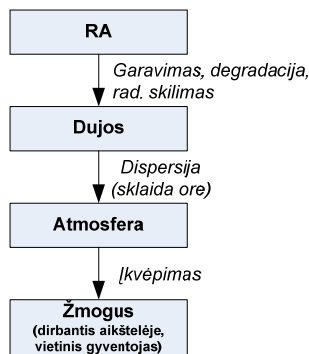 RA
Garavimas, degradacija,
rad. skilimas
Dujos
Dispersija
(sklaida ore)
Atmosfera
Įkvėpimas
Žmogus
(dirbantis aikštelėje,
vietinis gyventojas)